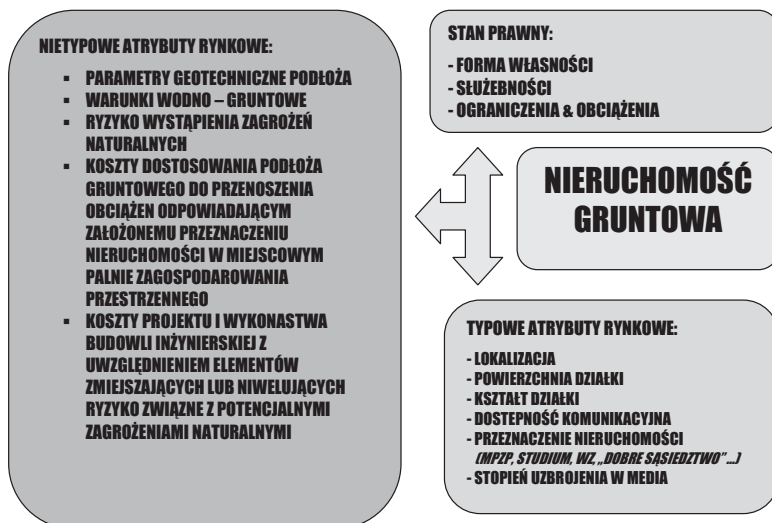 NIETYPOWE ATRYBUTY RYNKOWE:
▪ PARAMETRY GEOTECHNICZNE PODŁOŻA
▪ WARUNKI WODNO – GRUNTOWE
▪ RYZYKO WYSTĄPIENIA ZAGROŻEŃ
NATURALNYCH
▪ KOSZTY DOSTOSOWANIA PODŁOŻA
GRUNTOWEGO DO PRZENOSZENIA
OBCIĄŻEN ODPOWIADAJĄCYM
ZAŁOŻONEMU PRZEZNACZENIU
NIERUCHOMOŚCI W MIEJSCOWYM
PALNIE ZAGOSPODAROWANIA
PRZESTRZENNEGO
▪ KOSZTY PROJEKTU I WYKONASTWA
BUDOWLI INŻYNIERSKIEJ Z
UWZGLĘDNIENIEM ELEMENTÓW
ZMIEJSZAJĄCYCH LUB NIWELUJĄCYCH
RYZYKO ZWIĄZNE Z POTENCJALNYMI
ZAGROŻENIAMI NATURALNYMI
STAN PRAWNY:
- FORMA WŁASNOŚCI
- SŁUŻEBNOŚCI
- OGRANICZENIA & OBCIĄŻENIA
NIERUCHOMOŚĆ
GRUNTOWA
TYPOWE ATRYBUTY RYNKOWE:
- LOKALIZACJA
- POWIERZCHNIA DZIAŁKI
- KSZTAŁT DZIAŁKI
- DOSTEPNOŚĆ KOMUNIKACYJNA
- PRZEZNACZENIE NIERUCHOMOŚCI
(MPZP, STUDIUM, WZ, „DOBRE SĄSIEDZTWO” ...)
- STOPIEŃ UZBROJENIA W MEDIA